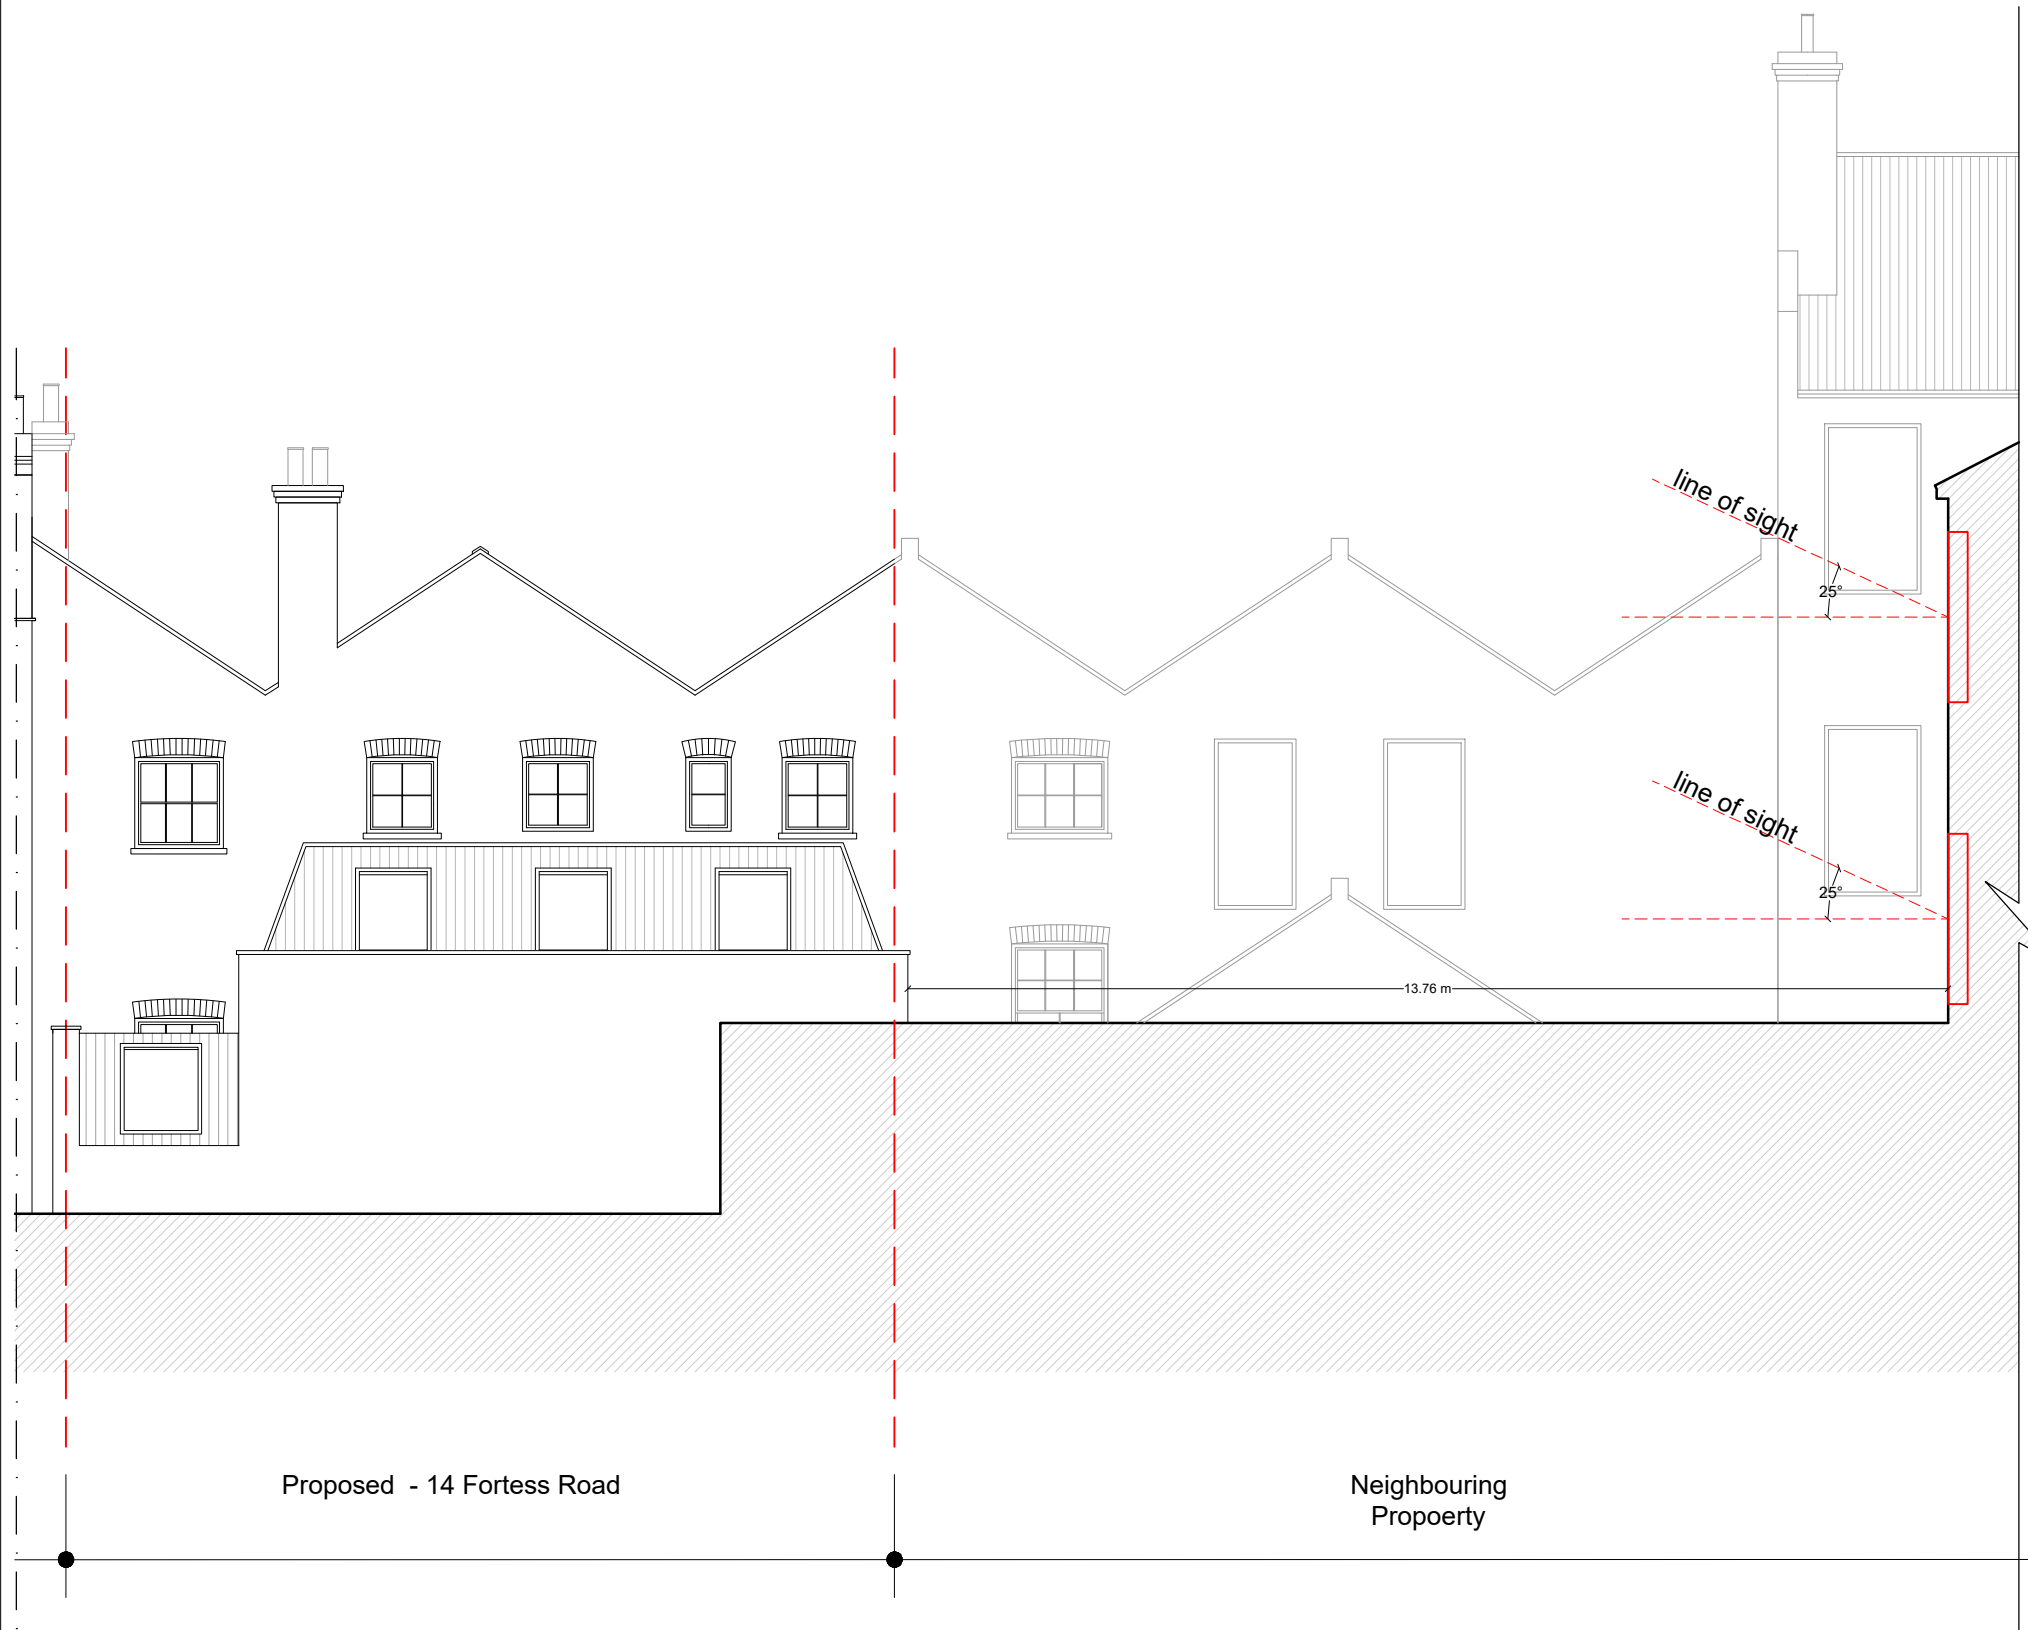 line of sight
25°
line of sight
25°
13.76 m
Proposed - 14 Fortess Road
Neighbouring
Propoerty